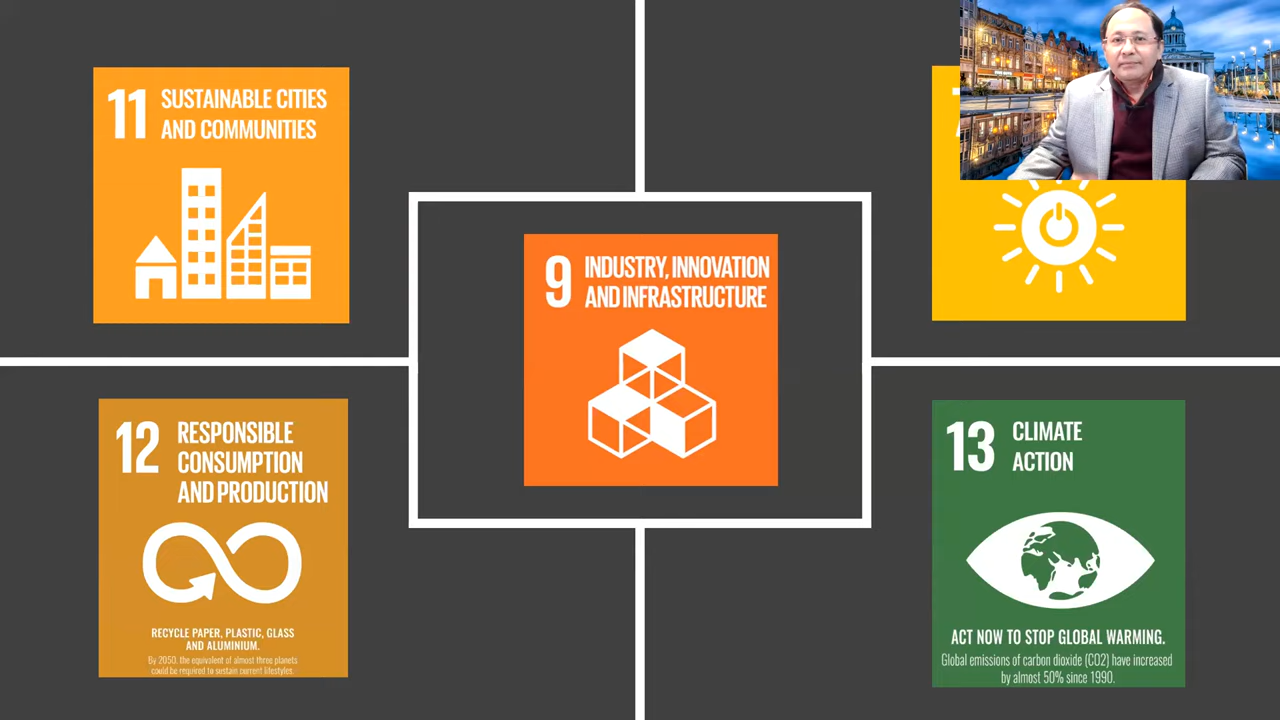 11 SUSTAINABLE CITIES
AND COMMUNITIES
9 INDUSTRY, INNOVATION
AND INFRASTRUCTURE
12 RESPONSIBLE
CONSUMPTION
AND PRODUCTION
RECYCLE PAPER, PLASTIC, GLASS
AND ALUMINIUM.
By 2050, the equivalent of almost three planets
could be required to sustain current lifestyles.
13 CLIMATE
ACTION
ACT NOW TO STOP GLOBAL WARMING.
Global emissions of carbon dioxide (CO2) have increased
by almost 50% since 1990.